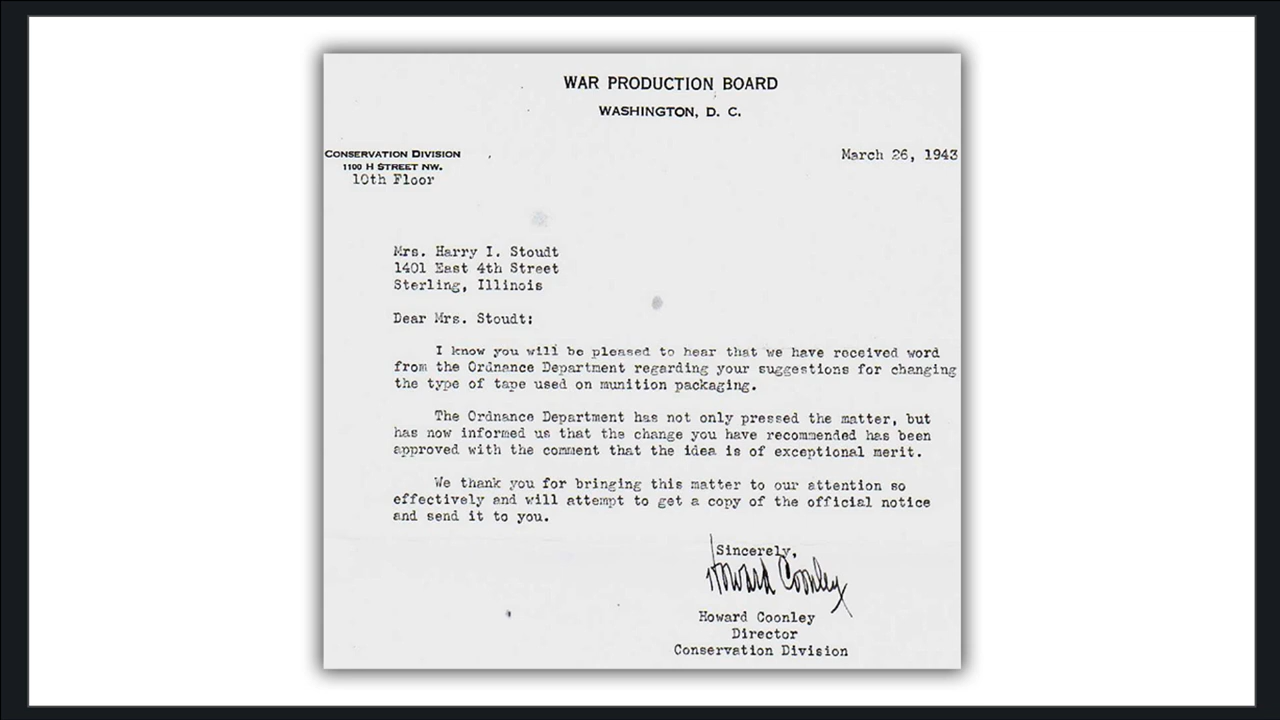 WAR PRODUCTION BOARD
WASHINGTON, D. C.
CONSERVATION DIVISION
1100 H STREET NW.
10th Floor
March 26, 1943
Mrs. Harry I. Stoudt
1401 East 4th Street
Sterling, Illinois
Dear Mrs. Stoudt:
I know you will be pleased to hear that we have received word
from the Ordnance Department regarding your suggestions for changing
the type of tape used on munition packaging.
The Ordnance Department has not only pressed the matter, but
has now informed us that the change you have recommended has been
approved with the comment that the idea is of exceptional merit.
We thank you for bringing this matter to our attention so
effectively and will attempt to get a copy of the official notice
and send it to you.
Sincerely,
Howard Coonley
Howard Coonley
Director
Conservation Division